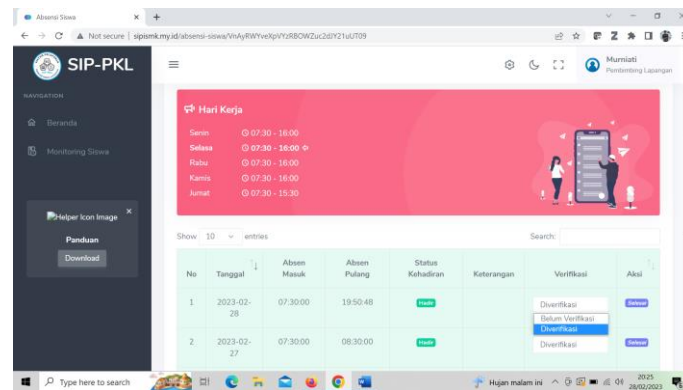 Absensi Siswa
Not secure | sipismk.my.id/absensi-siswa/
SIP-PKL
Murniati
Pembimbing Lapangan
NAVIGATION
Beranda
Monitoring Siswa
Helper Icon Image
Panduan
Download
Hari Kerja
Senin 07:30 - 16:00
Selasa 07:30 - 16:00
Rabu 07:30 - 16:00
Kamis 07:30 - 16:00
Jumat 07:30 - 15:30
Show 10 entries
Search:
No Tanggal Absen Masuk Absen Pulang Status Kehadiran Keterangan Verifikasi Aksi
1 2023-02-28 07:30:00 19:50:48 Hadir Diverifikasi Selesai
Belum Verifikasi
Diverifikasi
2 2023-02-27 07:30:00 08:30:00 Hadir Diverifikasi Selesai
Type here to search
Hujan malam ini
2025
28/02/2023